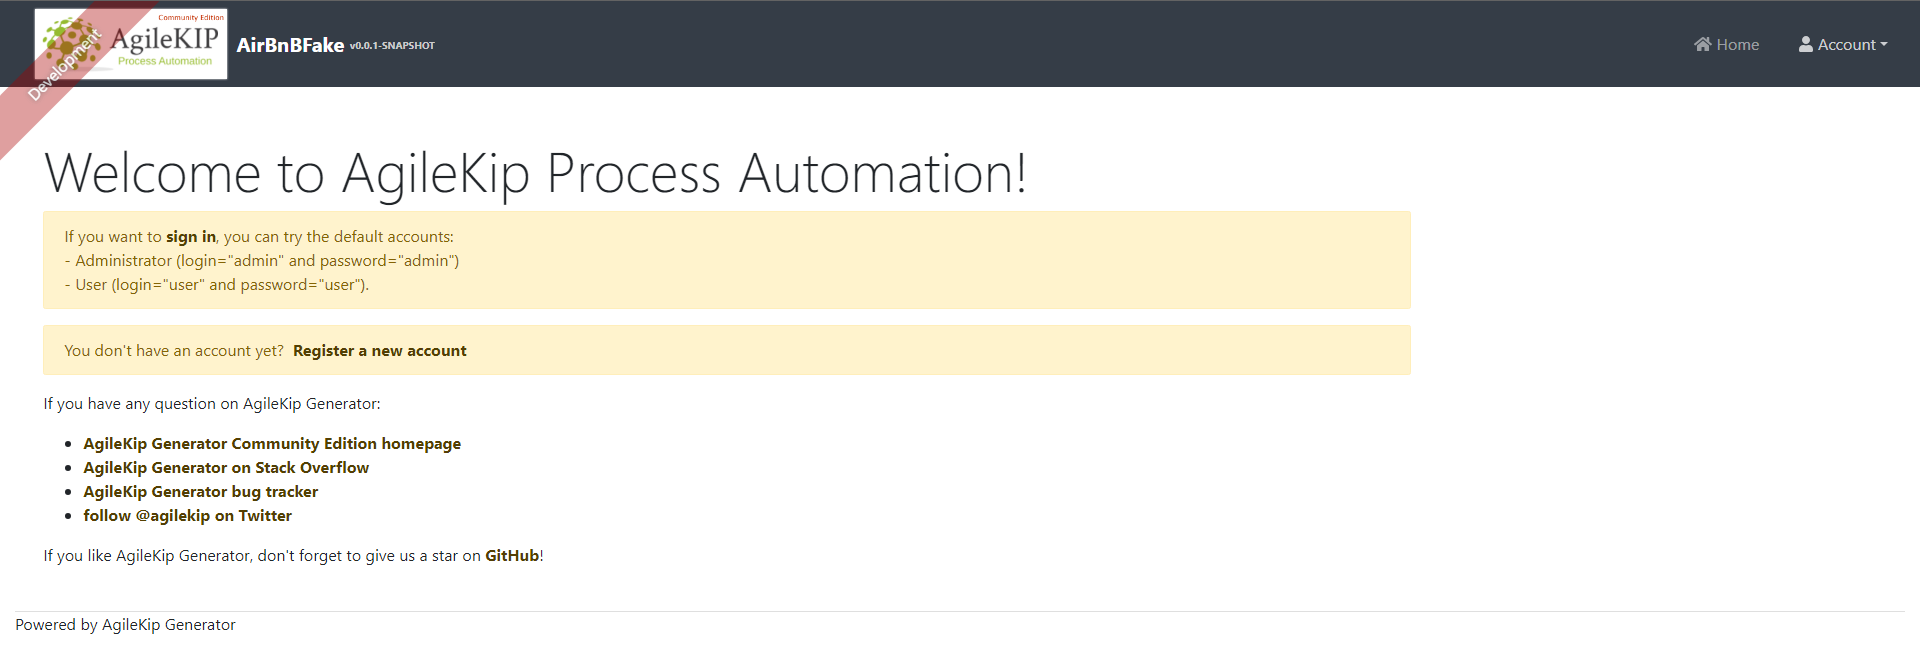 Community Edition
AgileKIP
Process Automation
Development
AirBnBFake v0.0.1-SNAPSHOT
Home
Account
Welcome to AgileKip Process Automation!
If you want to sign in, you can try the default accounts:
- Administrator (login="admin" and password="admin")
- User (login="user" and password="user").
You don't have an account yet? Register a new account
If you have any question on AgileKip Generator:
AgileKip Generator Community Edition homepage
AgileKip Generator on Stack Overflow
AgileKip Generator bug tracker
follow @agilekip on Twitter
If you like AgileKip Generator, don't forget to give us a star on GitHub!
Powered by AgileKip Generator